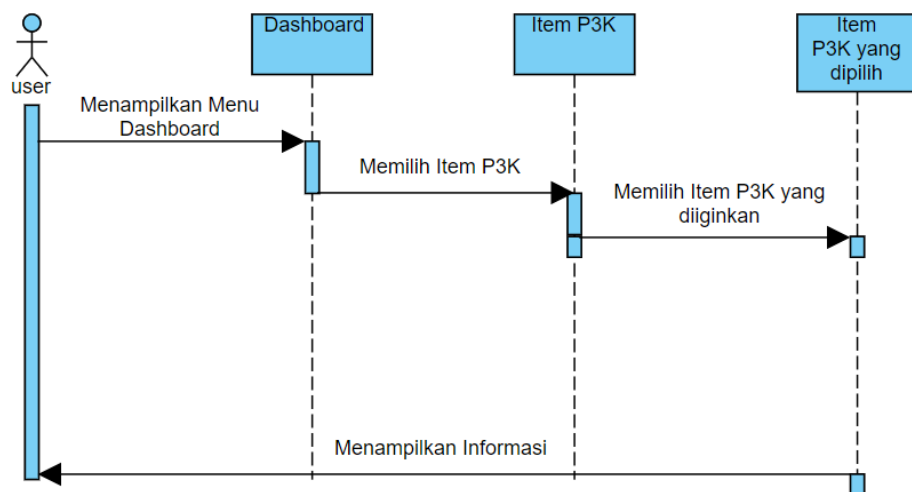 Dashboard
Item P3K
Item
P3K yang
dipilih
user
Menampilkan Menu
Dashboard
Memilih Item P3K
Memilih Item P3K yang
diiginkan
Menampilkan Informasi